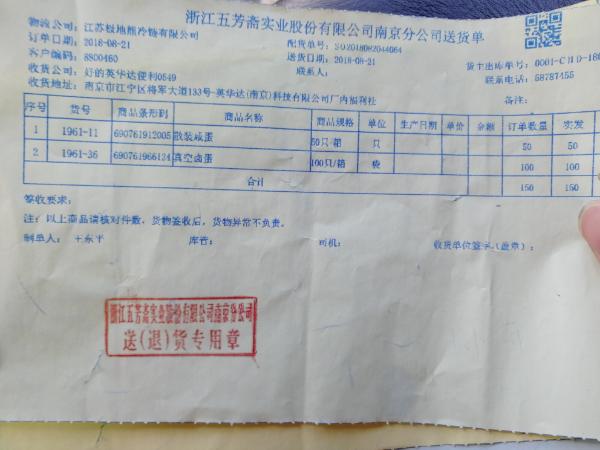 浙江五芳斋实业股份有限公司南京分公司送货单
物流公司：江苏极地熊冷链有限公司
订单日期：2018-08-21 配货单号：SO2018082044064
客户编码：8800460 送货日期：2018-08-21 货主出库单号：0001-
收货公司：好的英华达便利0549 联系人： 联系电话：58787455
收货地址：南京市江宁区将军大道133号-英华达(南京)科技有限公司厂内福利社 备注：
序号 货号 商品条形码 商品名称 商品规格 单位 生产日期 单价 金额 订单数量 实发
1 1961-11 690761912005 散装咸蛋 50只/箱 只 50 50
2 1961-36 690761966124 真空卤蛋 100只/箱 袋 100 100
合计 150 150
签收要求：
注：以上商品请核对件数，货物签收后，货物异常不负责。
制单人：王东平 库管： 司机： 收货单位签字(盖章)：
浙江五芳斋实业股份有限公司南京分公司
送(退)货专用章